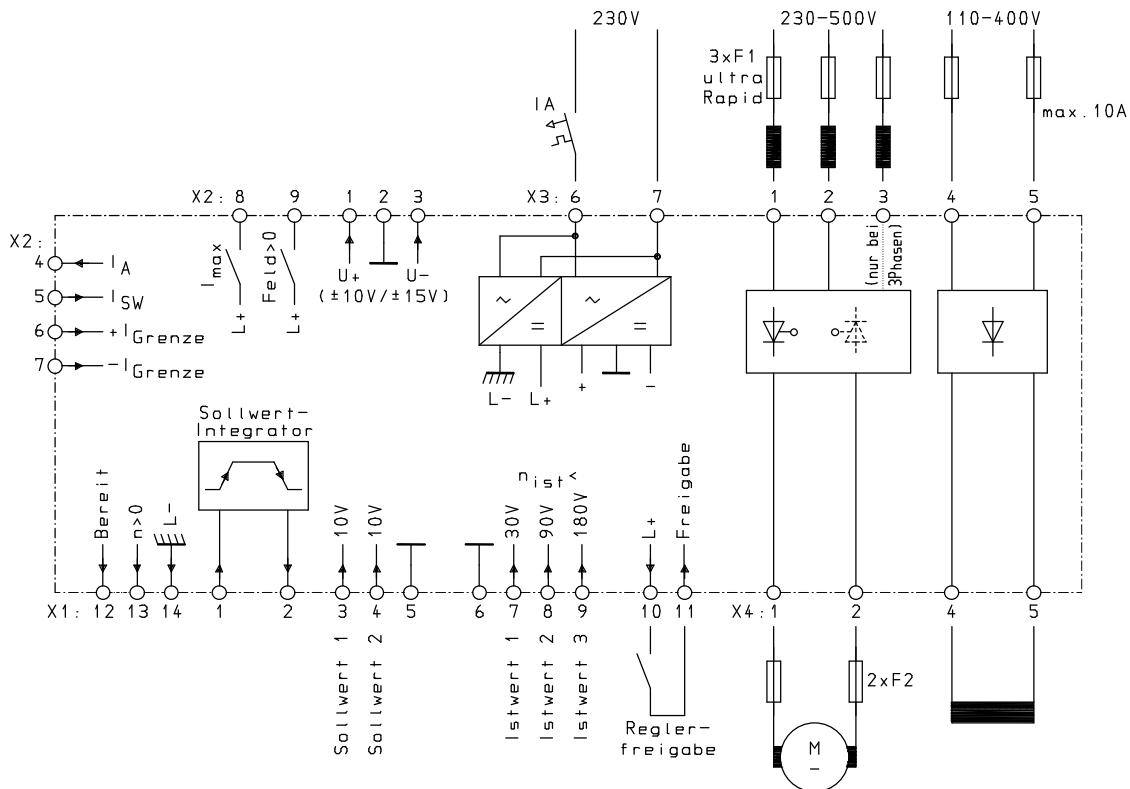 230V
230-500V
110-400V
3xF1
ultra
Rapid
IA
max.10A
X2: 8 9 1 2 3
X3: 6 7 1 2 3 4 5
X2:
4 I A
5 I SW
6 +I Grenze
7 -I Grenze
Imax
Feld>0
L+
L+
U+
U-
(±10V/±15V)
(nur bei
3Phasen)
~
=
~
=
L-
L+
+
-
Sollwert-
Integrator
Bereit
n>0
L-
10V
10V
n ist <
30V
90V
180V
L+
Freigabe
X1: 12 13 14 1 2 3 4 5 6 7 8 9 10 11
X4: 1 2 4 5
Sollwert 1
Sollwert 2
Istwert 1
Istwert 2
Istwert 3
Regler-
freigabe
2xF2
M
-